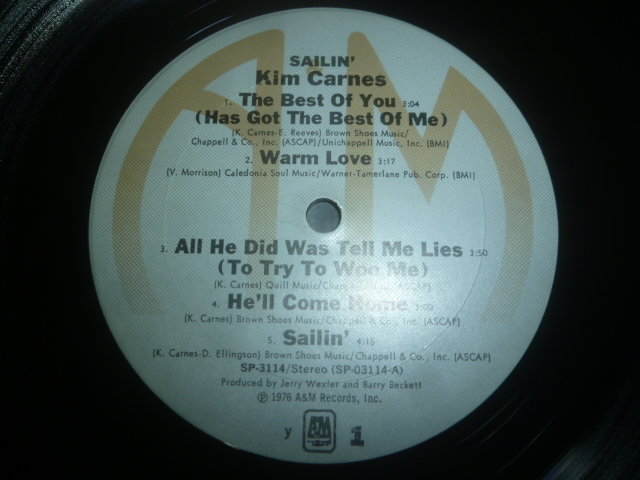 SAILIN'
Kim Carnes
1. The Best Of You 3:04
(Has Got The Best Of Me)
(K. Carnes-E. Reeves) Brown Shoes Music/
Chappell & Co., Inc. (ASCAP)/Unichappell Music, Inc. (BMI)
2. Warm Love 3:17
(V. Morrison) Caledonia Soul Music/Warner-Tamerlane Pub. Corp. (BMI)
3. All He Did Was Tell Me Lies 3:50
(To Try To Woo Me)
(K. Carnes) Quill Music/Chappell & Co., Inc. (ASCAP)
4. He'll Come Home
(K. Carnes) Brown Shoes Music/Chappell & Co., Inc. (ASCAP)
5. Sailin' 4:15
(K. Carnes-D. Ellingson) Brown Shoes Music/Chappell & Co., Inc. (ASCAP)
SP-3114/Stereo (SP-03114-A)
Produced by Jerry Wexler and Barry Beckett
℗ 1976 A&M Records, Inc.
y A&M 1